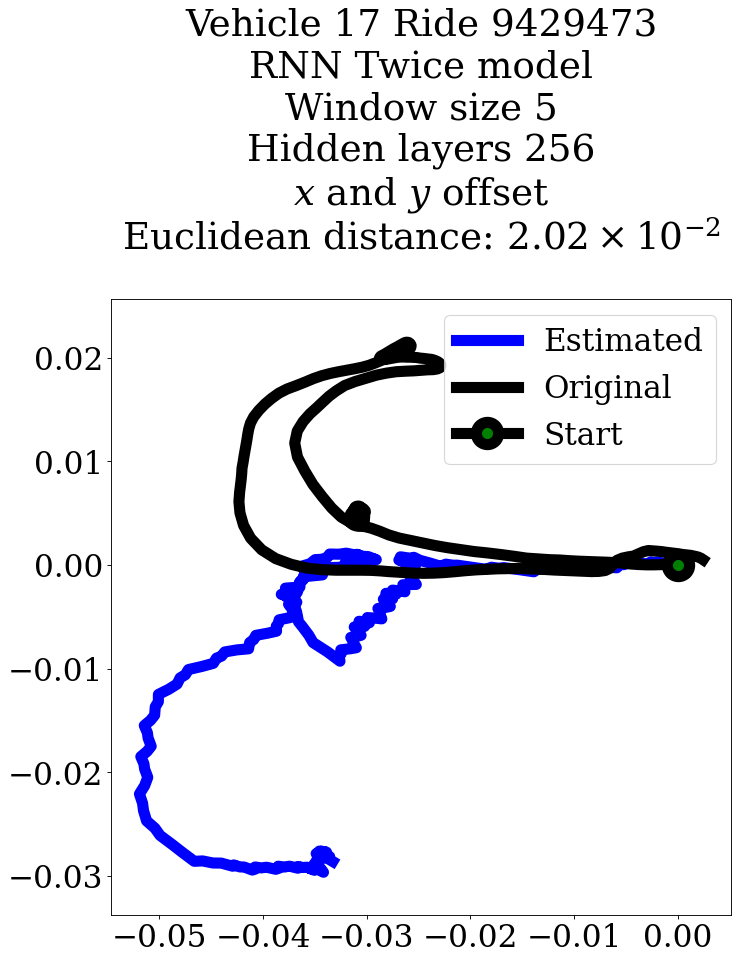 Vehicle 17 Ride 9429473
RNN Twice model
Window size 5
Hidden layers 256
x and y offset
Euclidean distance: 2.02 × 10⁻²
Estimated
Original
Start
0.02
0.01
0.00
−0.01
−0.02
−0.03
−0.05 −0.04 −0.03 −0.02 −0.01 0.00